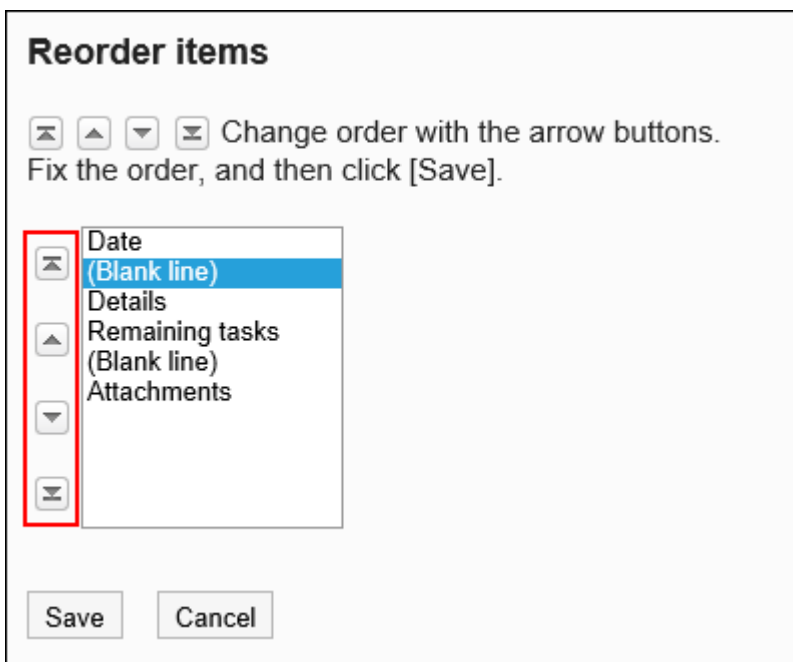 Reorder items
Change order with the arrow buttons.
Fix the order, and then click [Save].
Date
(Blank line)
Details
Remaining tasks
(Blank line)
Attachments
Save Cancel